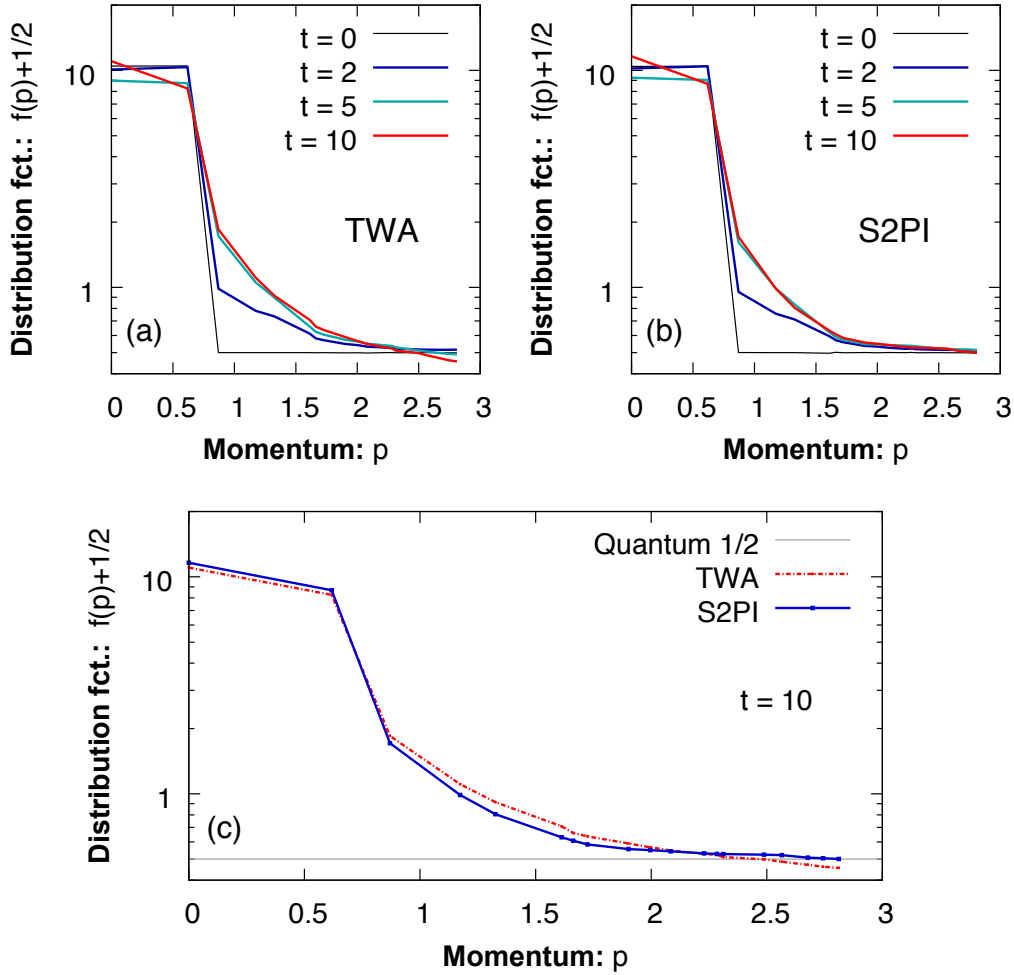 Distribution fct.: f(p)+1/2
10
1
t = 0
t = 2
t = 5
t = 10
TWA
(a)
0 0.5 1 1.5 2 2.5 3
Momentum: p
Distribution fct.: f(p)+1/2
10
1
t = 0
t = 2
t = 5
t = 10
S2PI
(b)
0 0.5 1 1.5 2 2.5 3
Momentum: p
Distribution fct.: f(p)+1/2
10
1
Quantum 1/2
TWA
S2PI
t = 10
(c)
0 0.5 1 1.5 2 2.5 3
Momentum: p